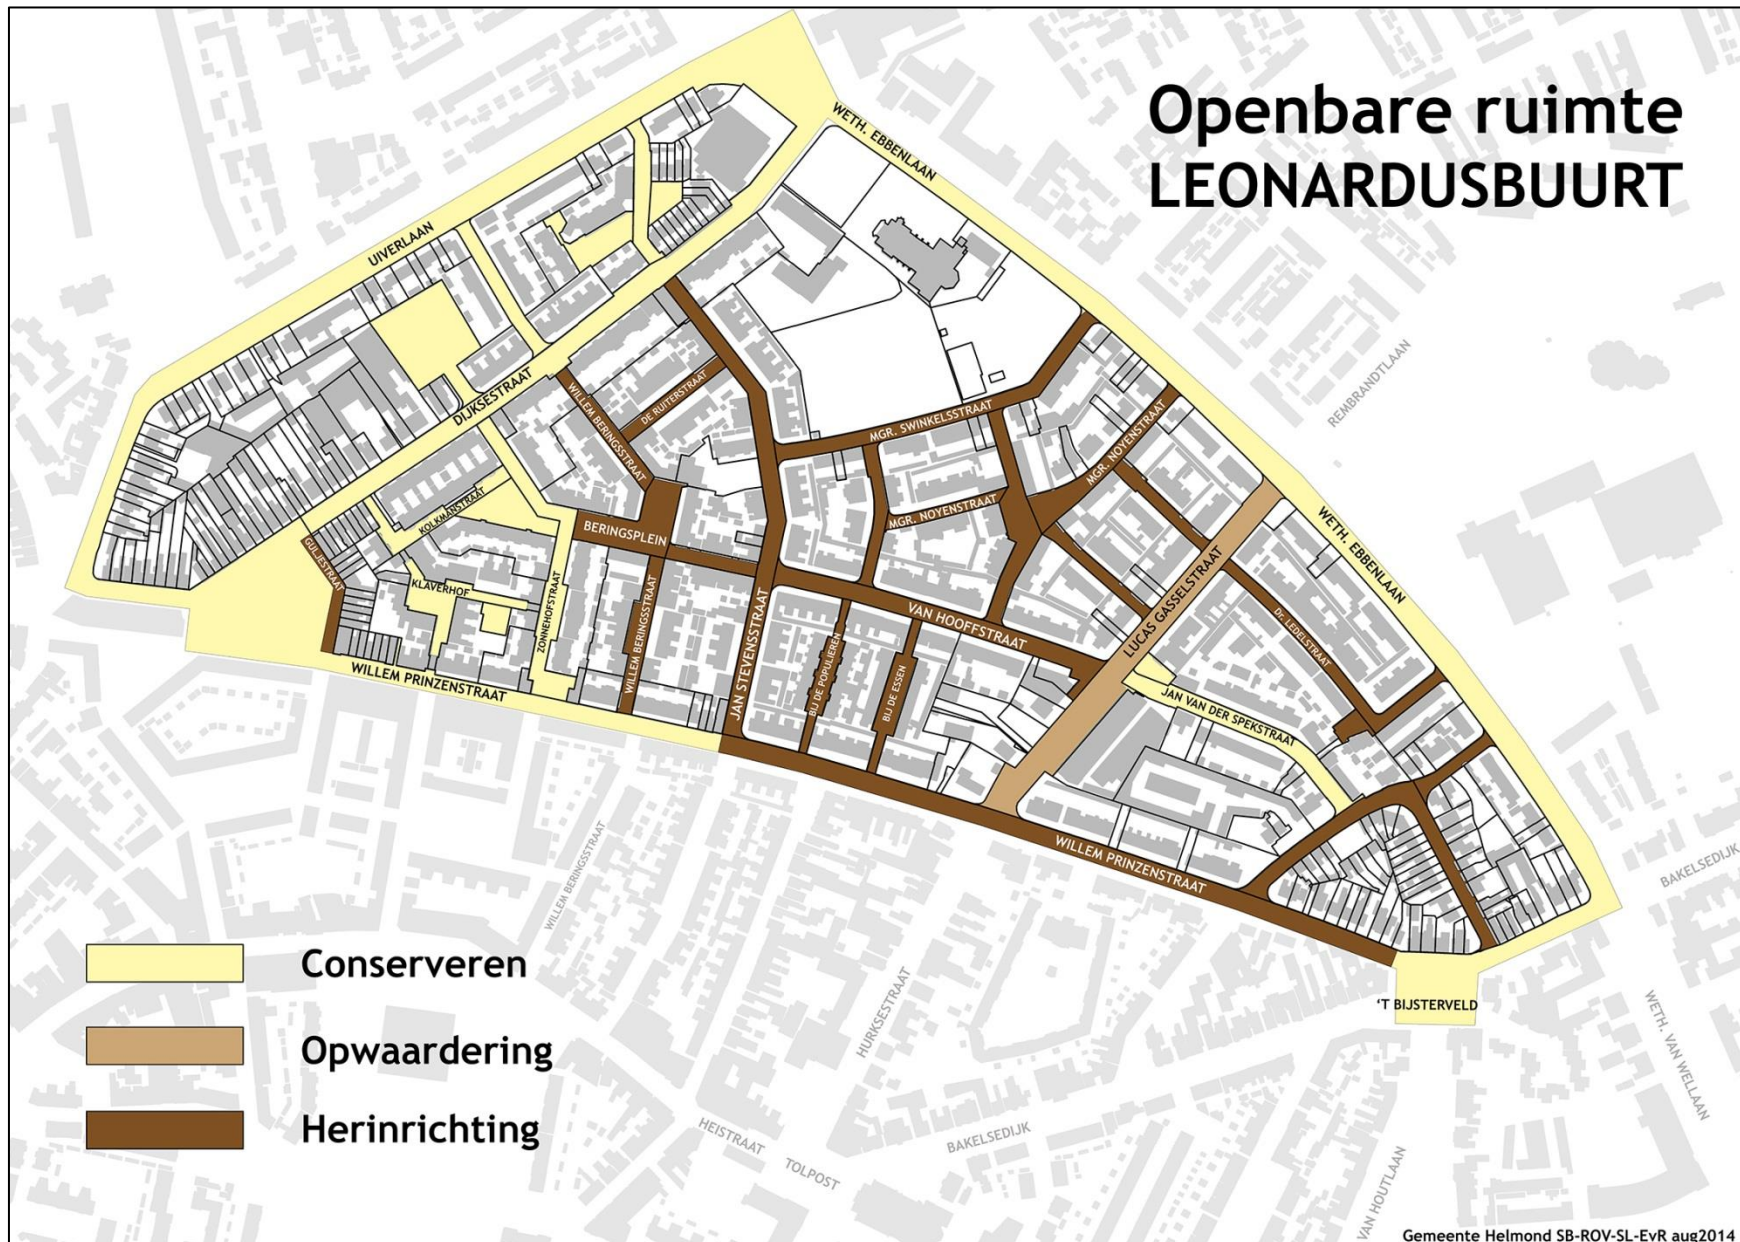 Openbare ruimte
LEONARDUSBUURT
WETH. EBBENLAAN
UIVERLAAN
REMBRANDTLAAN
DIJKSESTRAAT
WILLEM BERINGSSTRAAT
DE RUITERSTRAAT
MGR. SWINKELSSTRAAT
MGR. NOYENSTRAAT
MGR. NOYENSTRAAT
KOLKMANSTRAAT
BERINGSPLEIN
GULJESTRAAT
KLAVERHOF
ZONNEHOFSTRAAT
WILLEM BERINGSSTRAAT
JAN STEVENSSTRAAT
VAN HOOFFSTRAAT
BIJ DE POPULIEREN
BIJ DE ESSEN
LUCAS GASSELSTRAAT
WETH. EBBENLAAN
Dr. LEDELSTRAAT
JAN VAN DER SPEKSTRAAT
WILLEM PRINZENSTRAAT
WILLEM PRINZENSTRAAT
WILLEM BERINGSSTRAAT
BAKELSEDIJK
'T BIJSTERVELD
HURKSESTRAAT
WETH. VAN WELLAAN
Conserveren
Opwaardering
Herinrichting
HEISTRAAT
TOLPOST
BAKELSEDIJK
VAN HOUTLAAN
Gemeente Helmond SB-ROV-SL-EvR aug2014